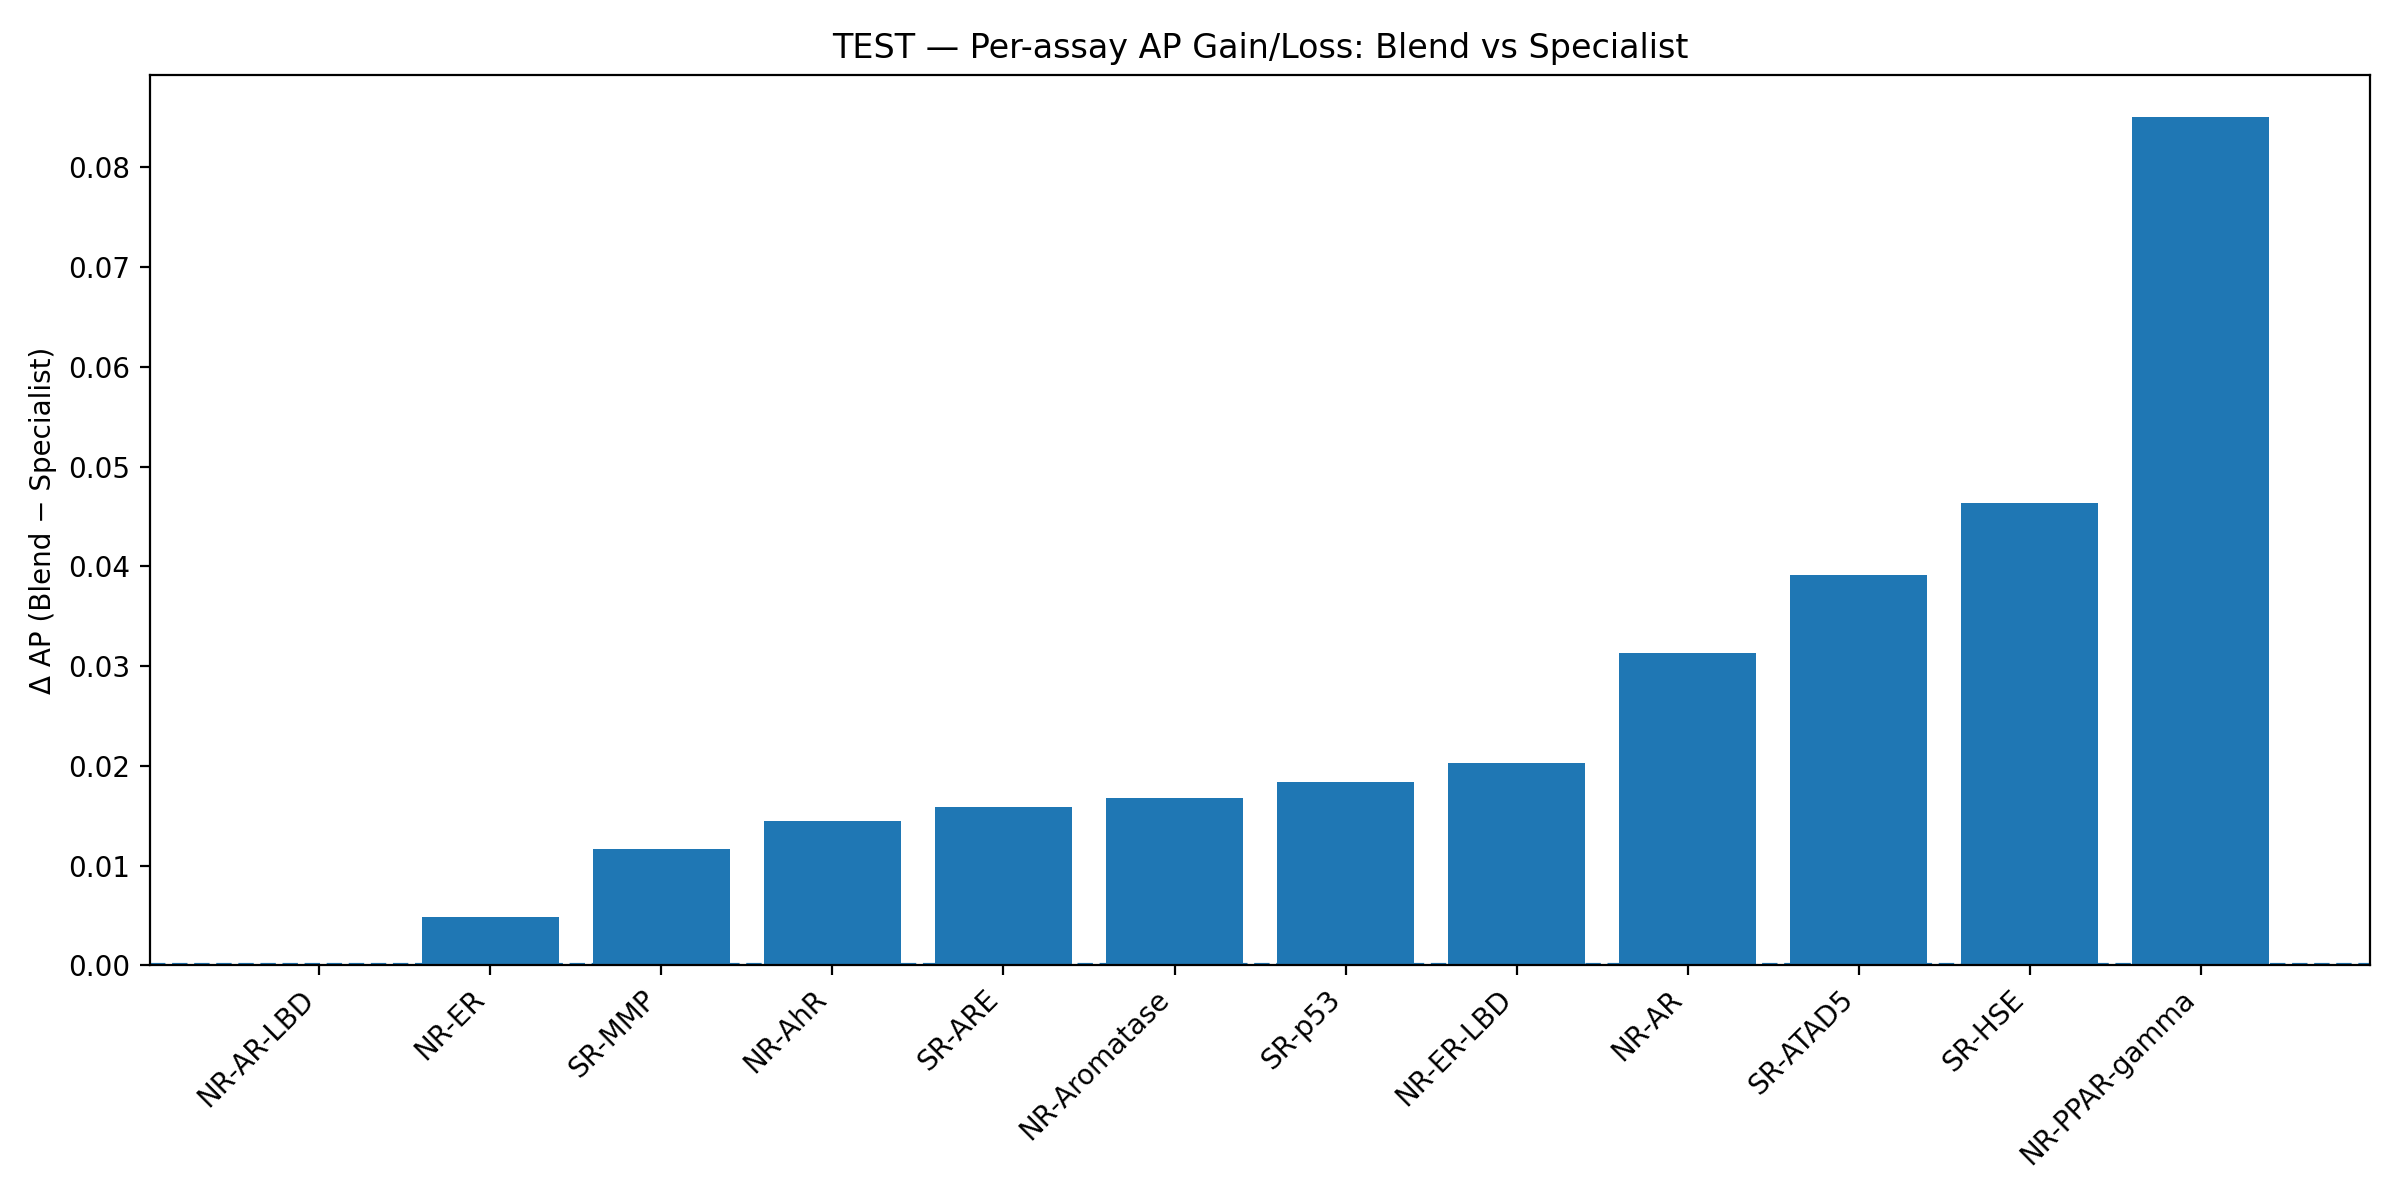 TEST — Per-assay AP Gain/Loss: Blend vs Specialist
Δ AP (Blend − Specialist)
0.08
0.07
0.06
0.05
0.04
0.03
0.02
0.01
0.00
NR-AR-LBD
NR-ER
SR-MMP
NR-AhR
SR-ARE
NR-Aromatase
SR-p53
NR-ER-LBD
NR-AR
SR-ATAD5
SR-HSE
NR-PPAR-gamma